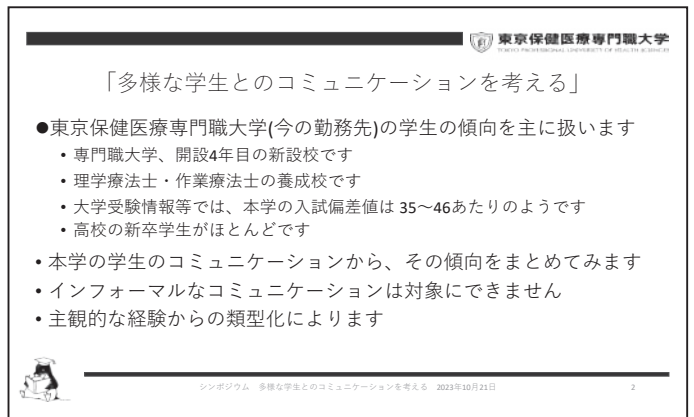 東京保健医療専門職大学
TOKYO PROFESSIONAL UNIVERSITY OF HEALTH SCIENCES
「多様な学生とのコミュニケーションを考える」
●東京保健医療専門職大学(今の勤務先)の学生の傾向を主に扱います
• 専門職大学、開設4年目の新設校です
• 理学療法士・作業療法士の養成校です
• 大学受験情報等では、本学の入試偏差値は 35～46あたりのようです
• 高校の新卒学生がほとんどです
• 本学の学生のコミュニケーションから、その傾向をまとめてみます
• インフォーマルなコミュニケーションは対象にできません
• 主観的な経験からの類型化によります
シンポジウム 多様な学生とのコミュニケーションを考える 2023年10月21日
2